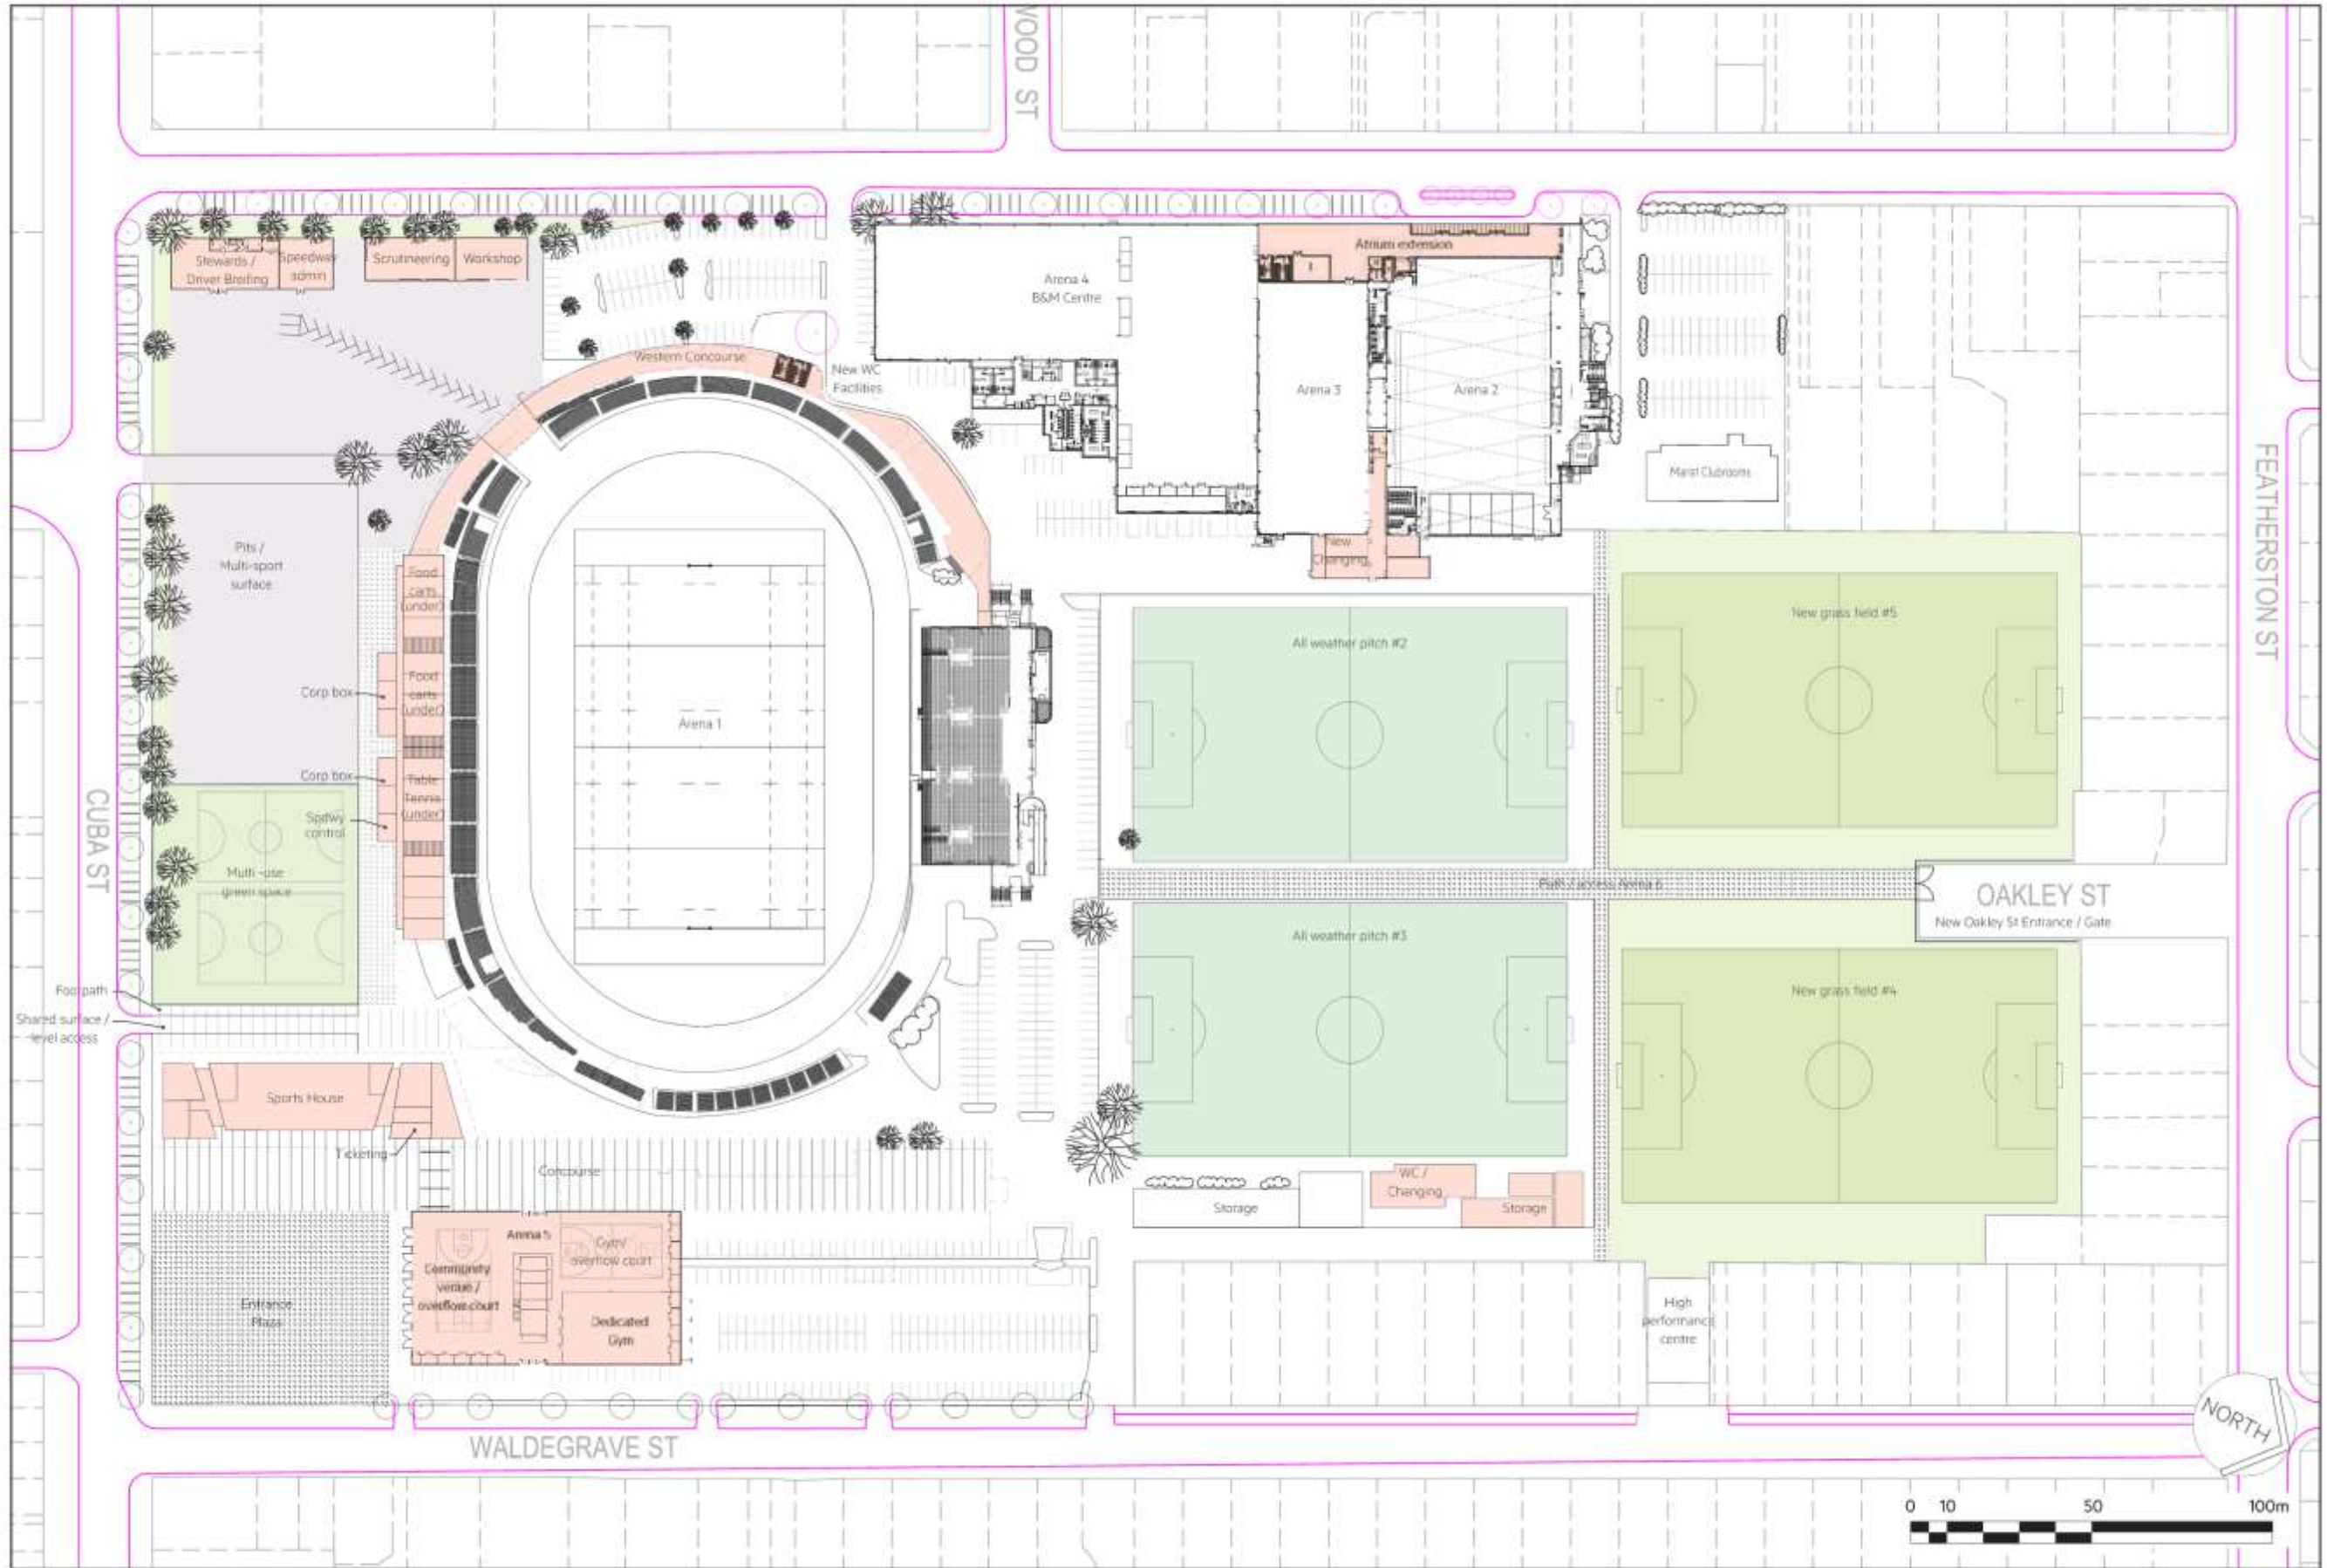 WOOD ST
Stewards /
Driver Breifing
Speedway
admin
Scrutineering
Workshop
Arena 4
B&M Centre
Atrium extension
Western Concourse
New WC
Facilities
Arena 3
Arena 2
Marist Clubrooms
FEATHERSTON ST
Pits /
Multi-sport
surface
Food
carts
(under)
New
Changing
All weather pitch #2
New grass field #5
Corp box
Food
carts
(under)
Arena 1
Corp box
Table
Tennis
(under)
Spdwy
control
CUBA ST
Multi -use
green space
Path / access Arena 6
OAKLEY ST
New Oakley St Entrance / Gate
All weather pitch #3
New grass field #4
Footpath
Shared surface /
level access
Sports House
Ticketing
Concourse
WC /
Changing
Storage
Storage
Arena 5
Gym/
overflow court
Community
venue /
overflow court
Dedicated
Gym
Entrance
Plaza
High
performance
centre
WALDEGRAVE ST
NORTH
0 10 50 100m